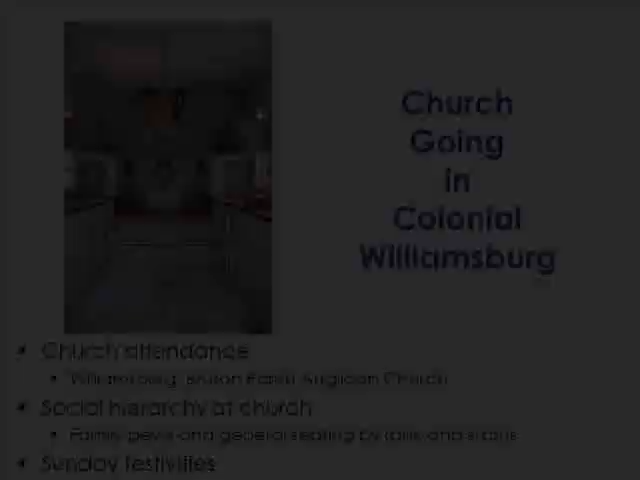 Church
Going
in
Colonial
Williamsburg
• Church attendance
• Williamsburg: Bruton Parish Anglican Church
• Social hierarchy at church
• Family pews and general seating by rank and status
• Sunday festivities